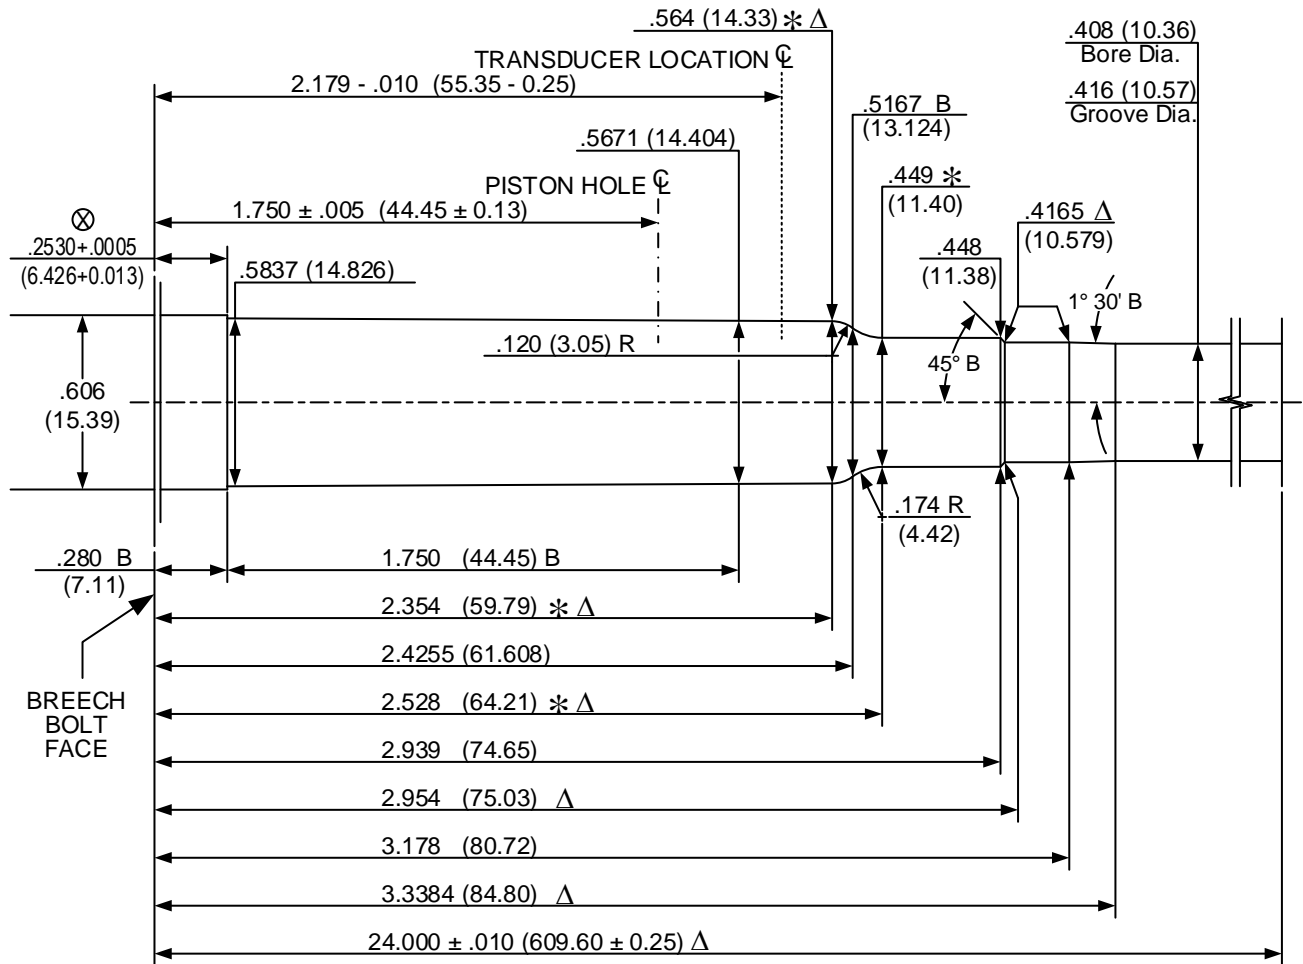 .564 (14.33) ✻ Δ
.408 (10.36)
Bore Dia.
TRANSDUCER LOCATION ℄
2.179 - .010 (55.35 - 0.25)
.416 (10.57)
Groove Dia.
.5167 B
(13.124)
.5671 (14.404)
.449 ✻
(11.40)
PISTON HOLE ℄
1.750 ± .005 (44.45 ± 0.13)
⊗
.2530+.0005
(6.426+0.013)
.4165 Δ
(10.579)
.448
(11.38)
.5837 (14.826)
1° 30' B
.120 (3.05) R
45° B
.606
(15.39)
.174 R
(4.42)
.280 B
(7.11)
1.750 (44.45) B
2.354 (59.79) ✻ Δ
2.4255 (61.608)
2.528 (64.21) ✻ Δ
BREECH
BOLT
FACE
2.939 (74.65)
2.954 (75.03) Δ
3.178 (80.72)
3.3384 (84.80) Δ
24.000 ± .010 (609.60 ± 0.25) Δ